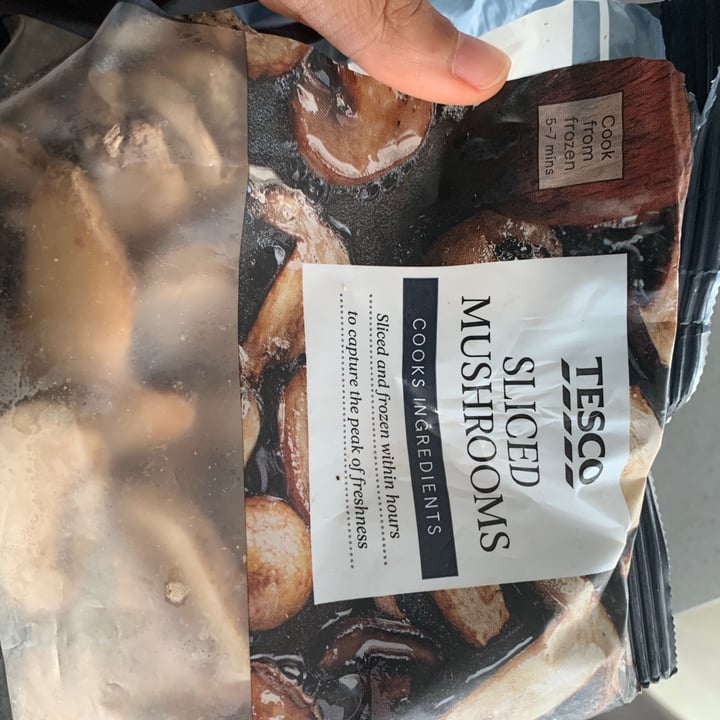 Cook
from
frozen
5-7 mins
TESCO
SLICED
MUSHROOMS
COOKS INGREDIENTS
Sliced and frozen within hours
to capture the peak of freshness